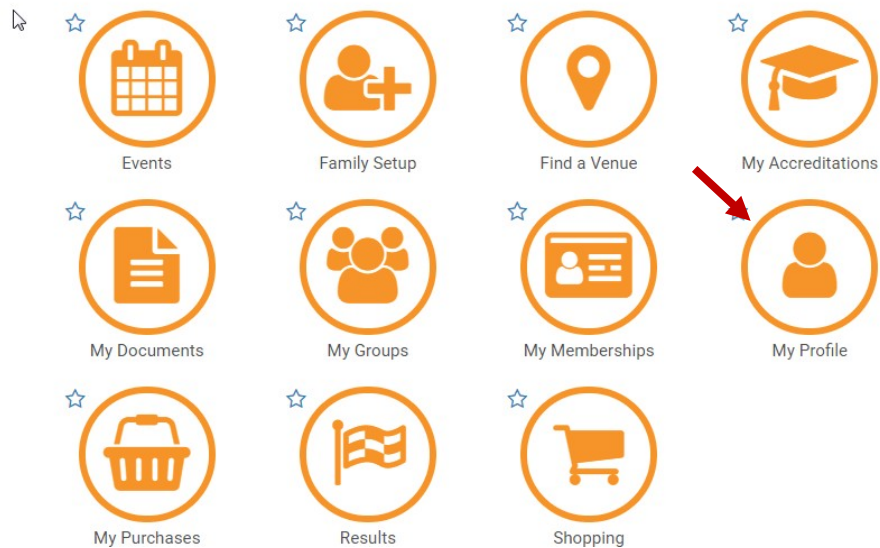 Events
Family Setup
Find a Venue
My Accreditations
My Documents
My Groups
My Memberships
My Profile
My Purchases
Results
Shopping